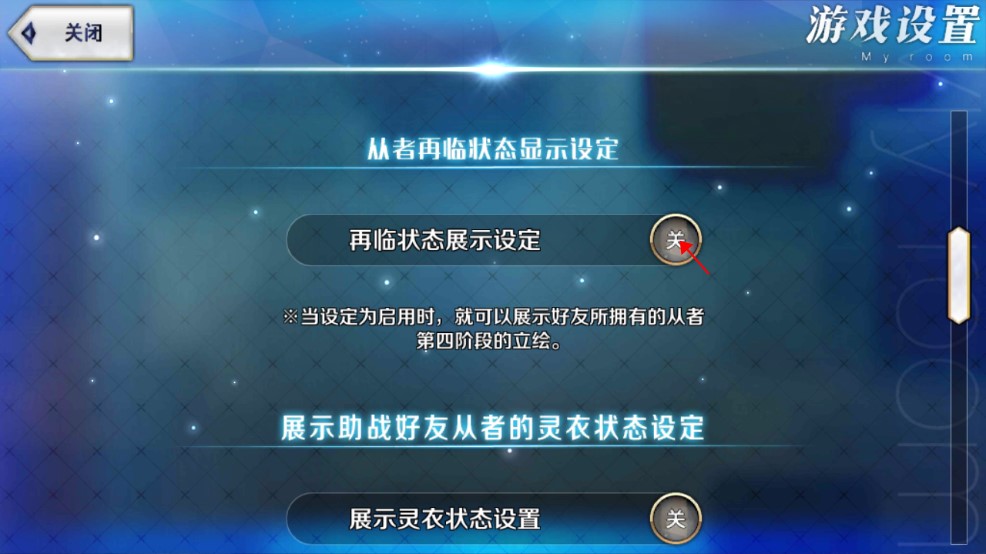 关闭
游戏设置
My room
从者再临状态显示设定
再临状态展示设定
关
※当设定为启用时，就可以展示好友所拥有的从者
第四阶段的立绘。
展示助战好友从者的灵衣状态设定
展示灵衣状态设置
关